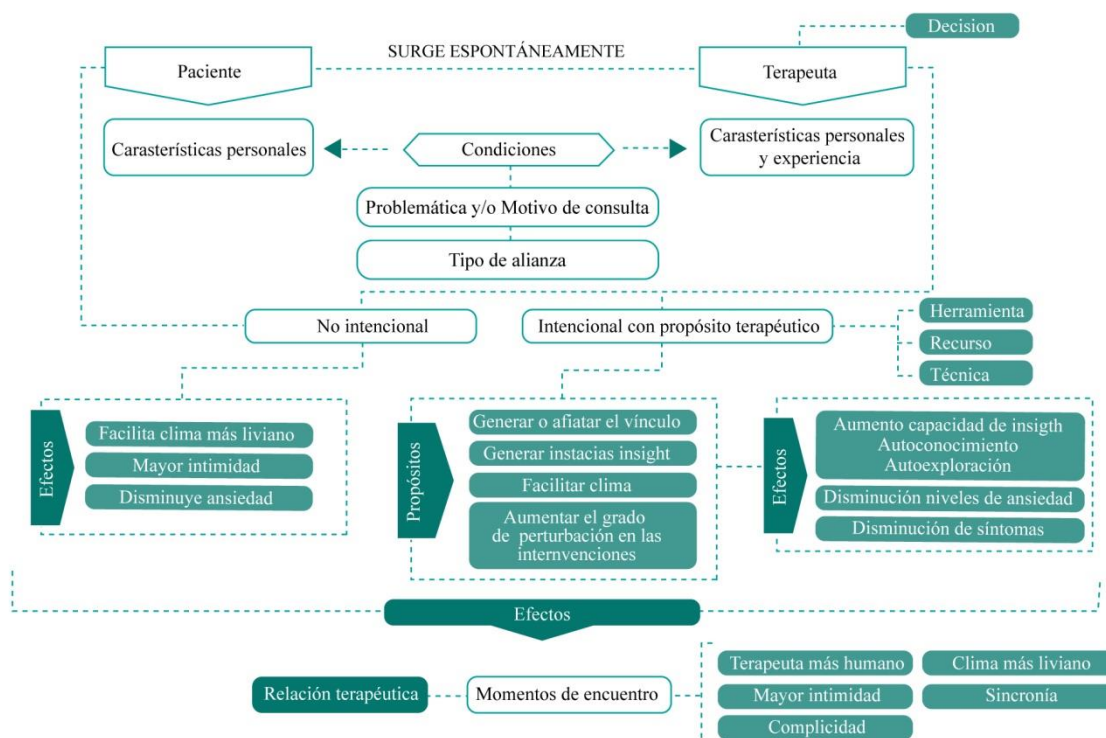 Decision
SURGE ESPONTÁNEAMENTE
Paciente
Terapeuta
Carasterísticas personales
Condiciones
Carasterísticas personales
y experiencia
Problemática y/o Motivo de consulta
Tipo de alianza
No intencional
Intencional con propósito terapéutico
Herramienta
Recurso
Técnica
Efectos
Facilita clima más liviano
Mayor intimidad
Disminuye ansiedad
Propósitos
Generar o afiatar el vínculo
Generar instacias insight
Facilitar clima
Aumentar el grado
de perturbación en las
internvenciones
Efectos
Aumento capacidad de insigth
Autoconocimiento
Autoexploración
Disminución niveles de ansiedad
Disminución de síntomas
Efectos
Relación terapéutica
Momentos de encuentro
Terapeuta más humano
Clima más liviano
Mayor intimidad
Sincronía
Complicidad